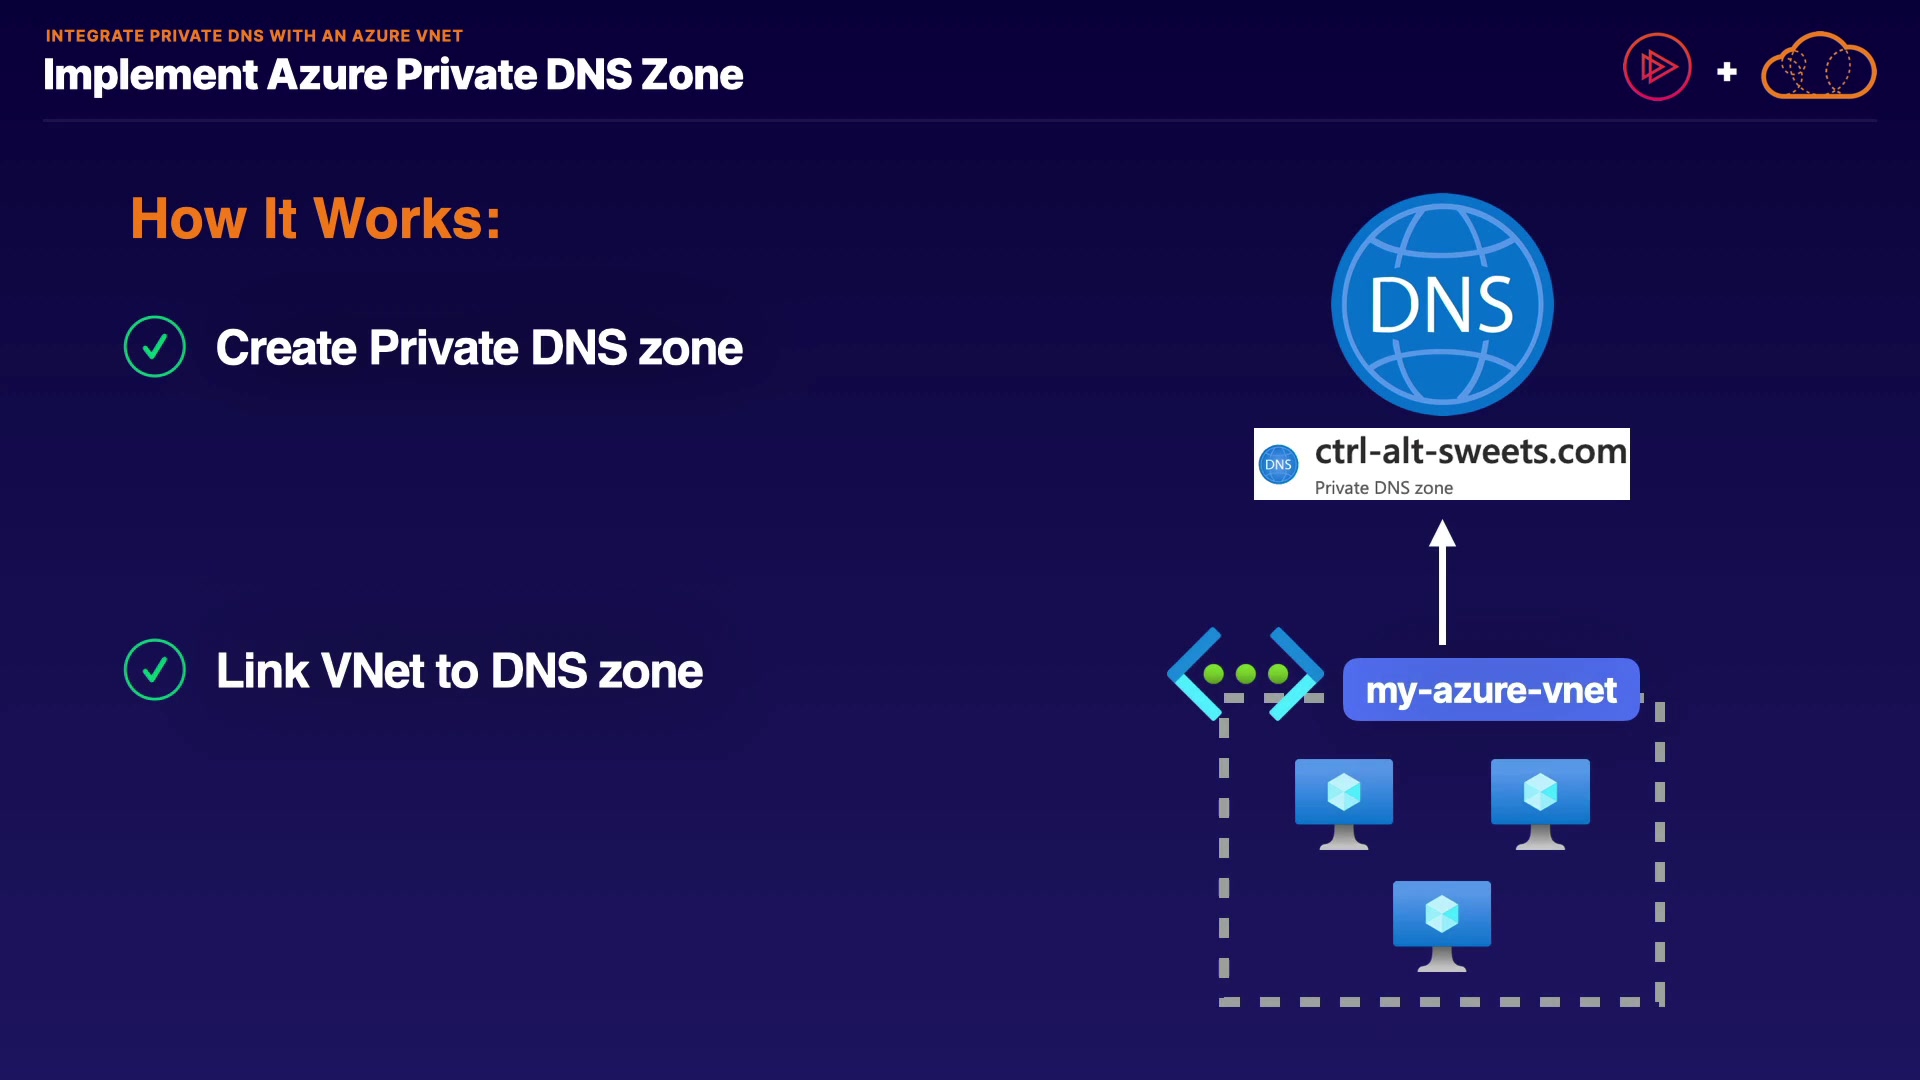 INTEGRATE PRIVATE DNS WITH AN AZURE VNET
Implement Azure Private DNS Zone
How It Works:
Create Private DNS zone
Link VNet to DNS zone
DNS
DNS
ctrl-alt-sweets.com
Private DNS zone
my-azure-vnet